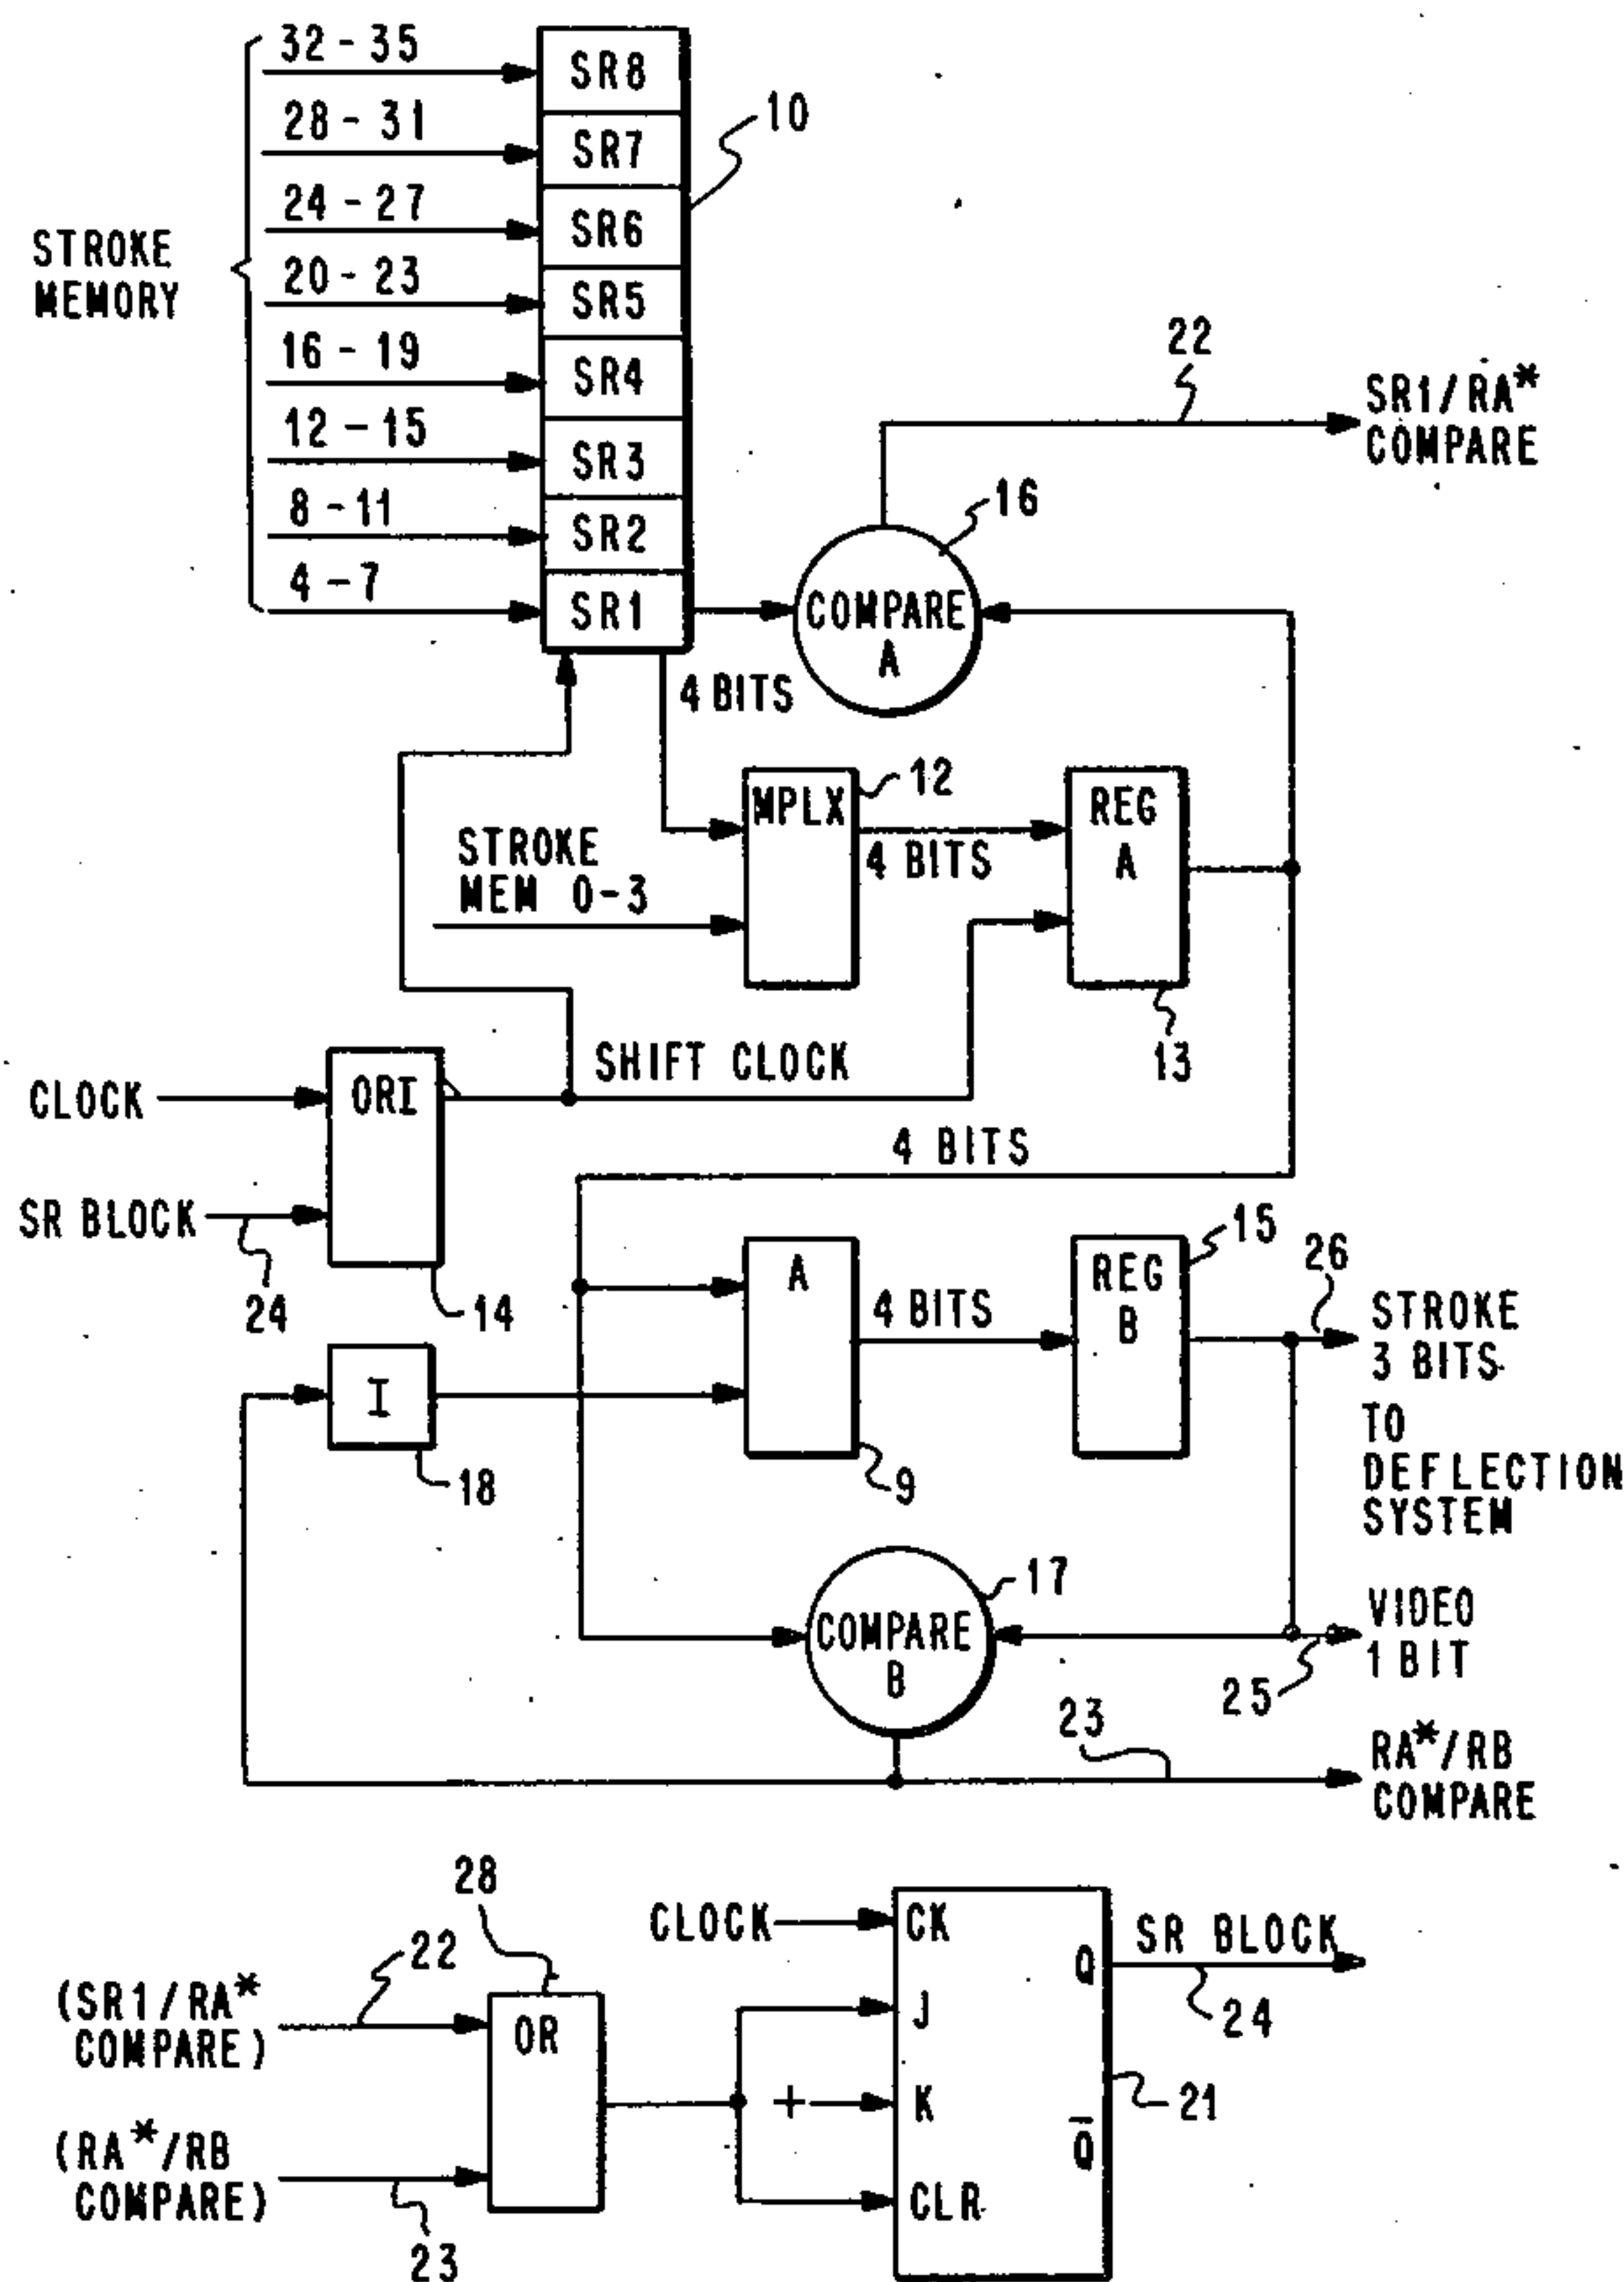 32 - 35
SR8
28 - 31
SR7
10
24 - 27
SR6
STROKE
MEMORY
20 - 23
SR5
16 - 19
SR4
22
SR1/RA*
COMPARE
12 - 15
SR3
8 - 11
SR2
16
4 - 7
SR1
COMPARE
A
4 BITS
MPLX
12
REG
A
STROKE
MEM 0-3
4 BITS
13
CLOCK
ORI
SHIFT CLOCK
4 BITS
SR BLOCK
24
14
A
4 BITS
REG
B
15
26
STROKE
3 BITS
TO
DEFLECTION
SYSTEM
I
18
9
17
COMPARE
B
VIDEO
1 BIT
25
23
RA*/RB
COMPARE
28
CLOCK
CK
Q
SR BLOCK
24
22
(SR1/RA*
COMPARE)
OR
J
+
K
21
Q̅
(RA*/RB
COMPARE)
23
CLR